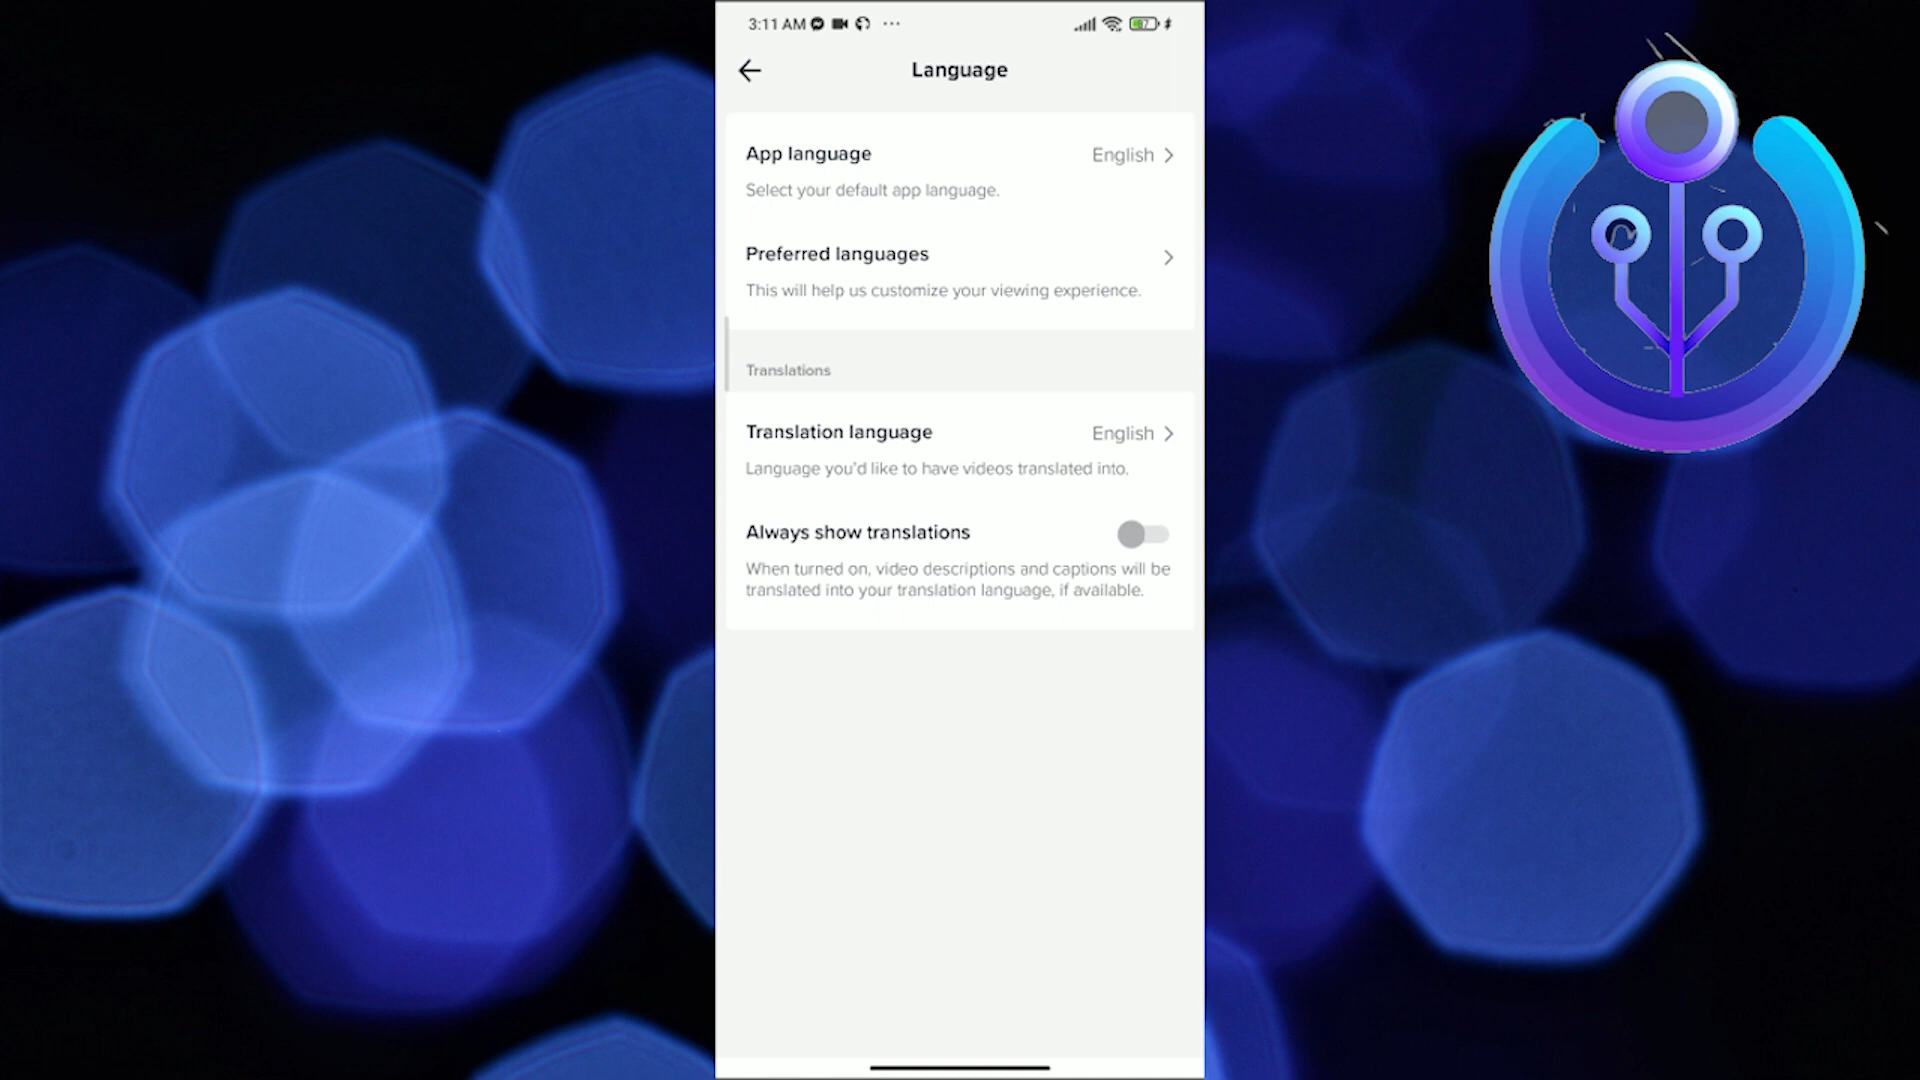 3:11 AM
Language
App language
English
Select your default app language.
Preferred languages
This will help us customize your viewing experience.
Translations
Translation language
English
Language you'd like to have videos translated into.
Always show translations
When turned on, video descriptions and captions will be
translated into your translation language, if available.